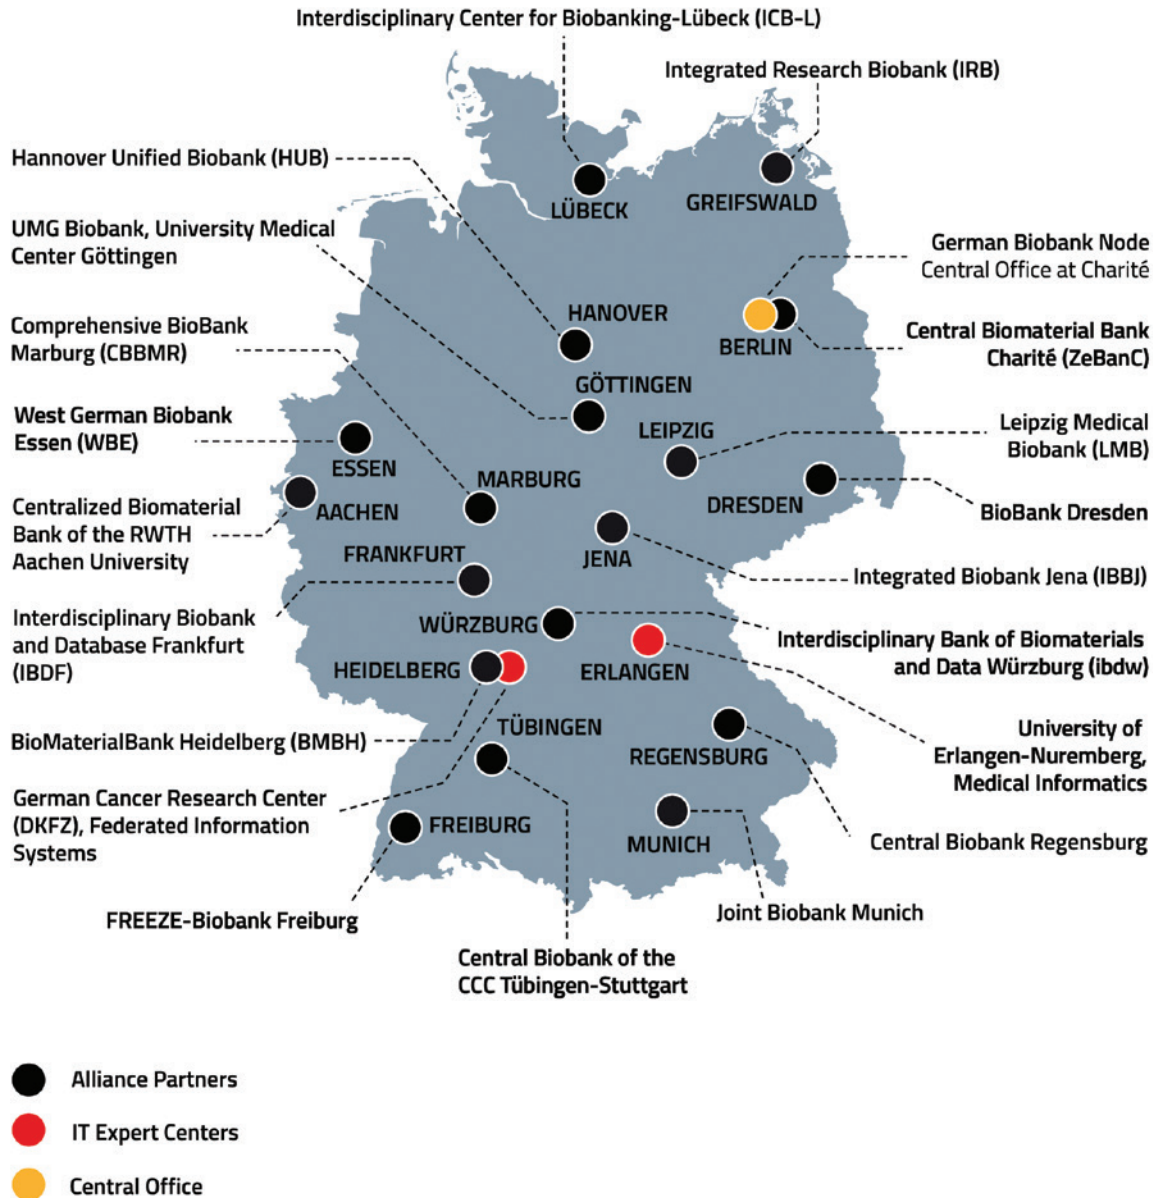 Interdisciplinary Center for Biobanking-Lübeck (ICB-L)
Integrated Research Biobank (IRB)
Hannover Unified Biobank (HUB)
UMG Biobank, University Medical
Center Göttingen
Comprehensive BioBank
Marburg (CBBMR)
West German Biobank
Essen (WBE)
Centralized Biomaterial
Bank of the RWTH
Aachen University
Interdisciplinary Biobank
and Database Frankfurt
(IBDF)
BioMaterialBank Heidelberg (BMBH)
German Cancer Research Center
(DKFZ), Federated Information
Systems
FREEZE-Biobank Freiburg
Central Biobank of the
CCC Tübingen-Stuttgart
LÜBECK
GREIFSWALD
HANOVER
BERLIN
GÖTTINGEN
LEIPZIG
ESSEN
MARBURG
DRESDEN
AACHEN
FRANKFURT
JENA
WÜRZBURG
HEIDELBERG
ERLANGEN
TÜBINGEN
REGENSBURG
FREIBURG
MUNICH
German Biobank Node
Central Office at Charité
Central Biomaterial Bank
Charité (ZeBanC)
Leipzig Medical
Biobank (LMB)
BioBank Dresden
Integrated Biobank Jena (IBBJ)
Interdisciplinary Bank of Biomaterials
and Data Würzburg (ibdw)
University of
Erlangen-Nuremberg,
Medical Informatics
Central Biobank Regensburg
Joint Biobank Munich
Alliance Partners
IT Expert Centers
Central Office